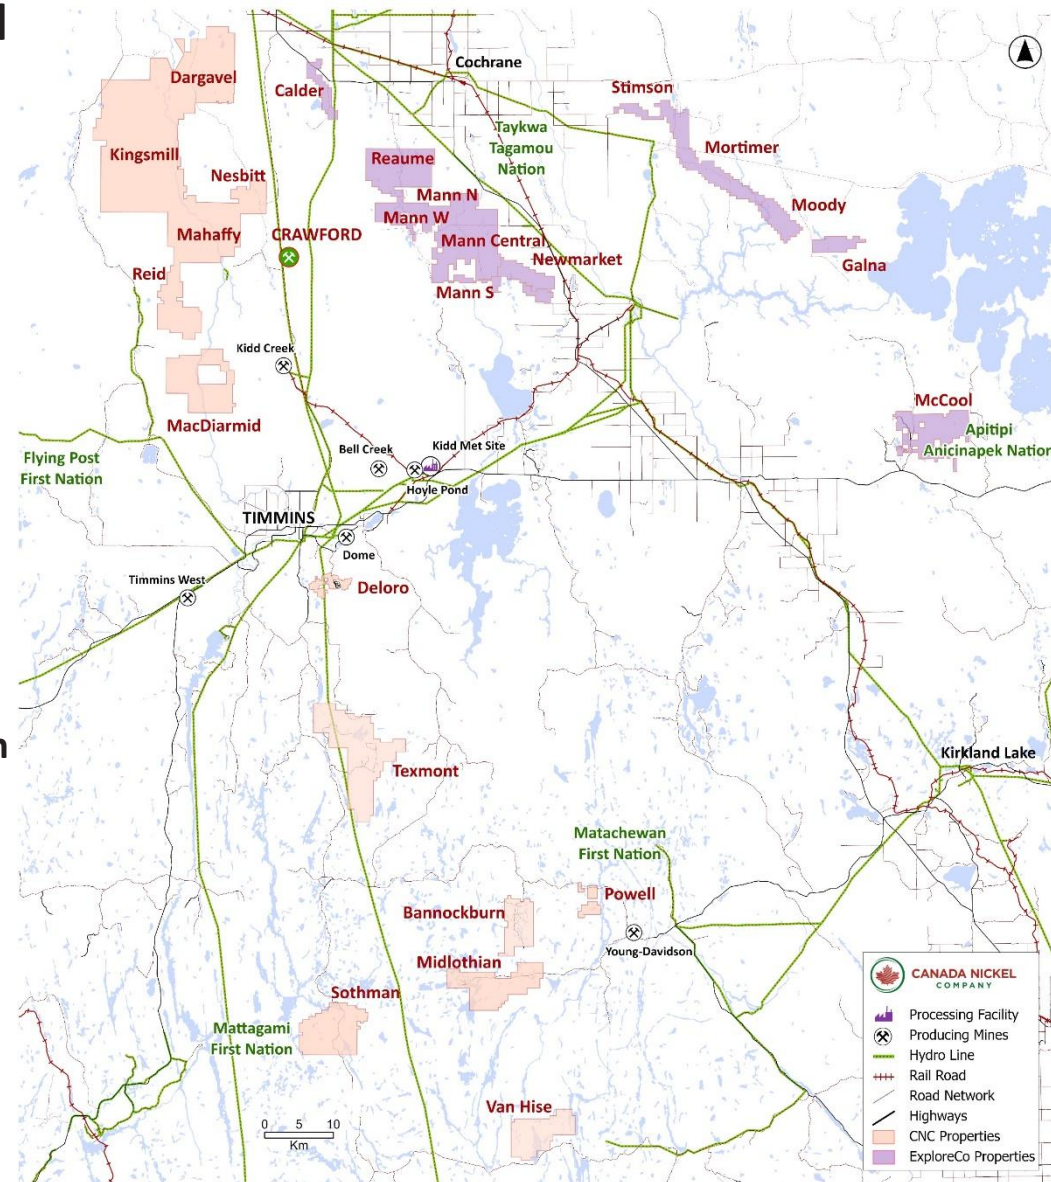 Cochrane
Dargavel
Calder
Stimson
Taykwa
Tagamou
Nation
Kingsmill
Reaume
Mortimer
Nesbitt
Mann N
Mann W
Moody
Mahaffy
CRAWFORD
Mann Central
Newmarket
Galna
Reid
Mann S
Kidd Creek
McCool
MacDiarmid
Apitipi
Anicinapek Nation
Bell Creek
Kidd Met Site
Flying Post
First Nation
Hoyle Pond
TIMMINS
Dome
Timmins West
Deloro
Kirkland Lake
Texmont
Matachewan
First Nation
Powell
Bannockburn
Young-Davidson
Midlothian
Sothman
Mattagami
First Nation
Van Hise
0 5 10
Km
CANADA NICKEL
COMPANY
Processing Facility
Producing Mines
Hydro Line
Rail Road
Road Network
Highways
CNC Properties
ExploreCo Properties